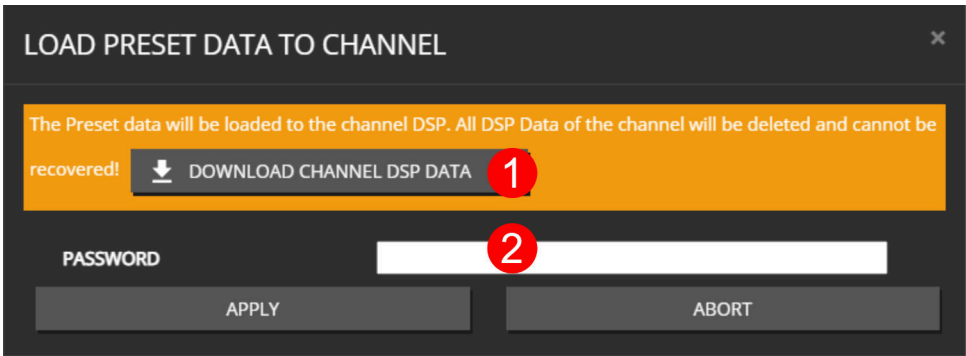 LOAD PRESET DATA TO CHANNEL ×
The Preset data will be loaded to the channel DSP. All DSP Data of the channel will be deleted and cannot be
recovered! DOWNLOAD CHANNEL DSP DATA 1
PASSWORD 2
APPLY ABORT